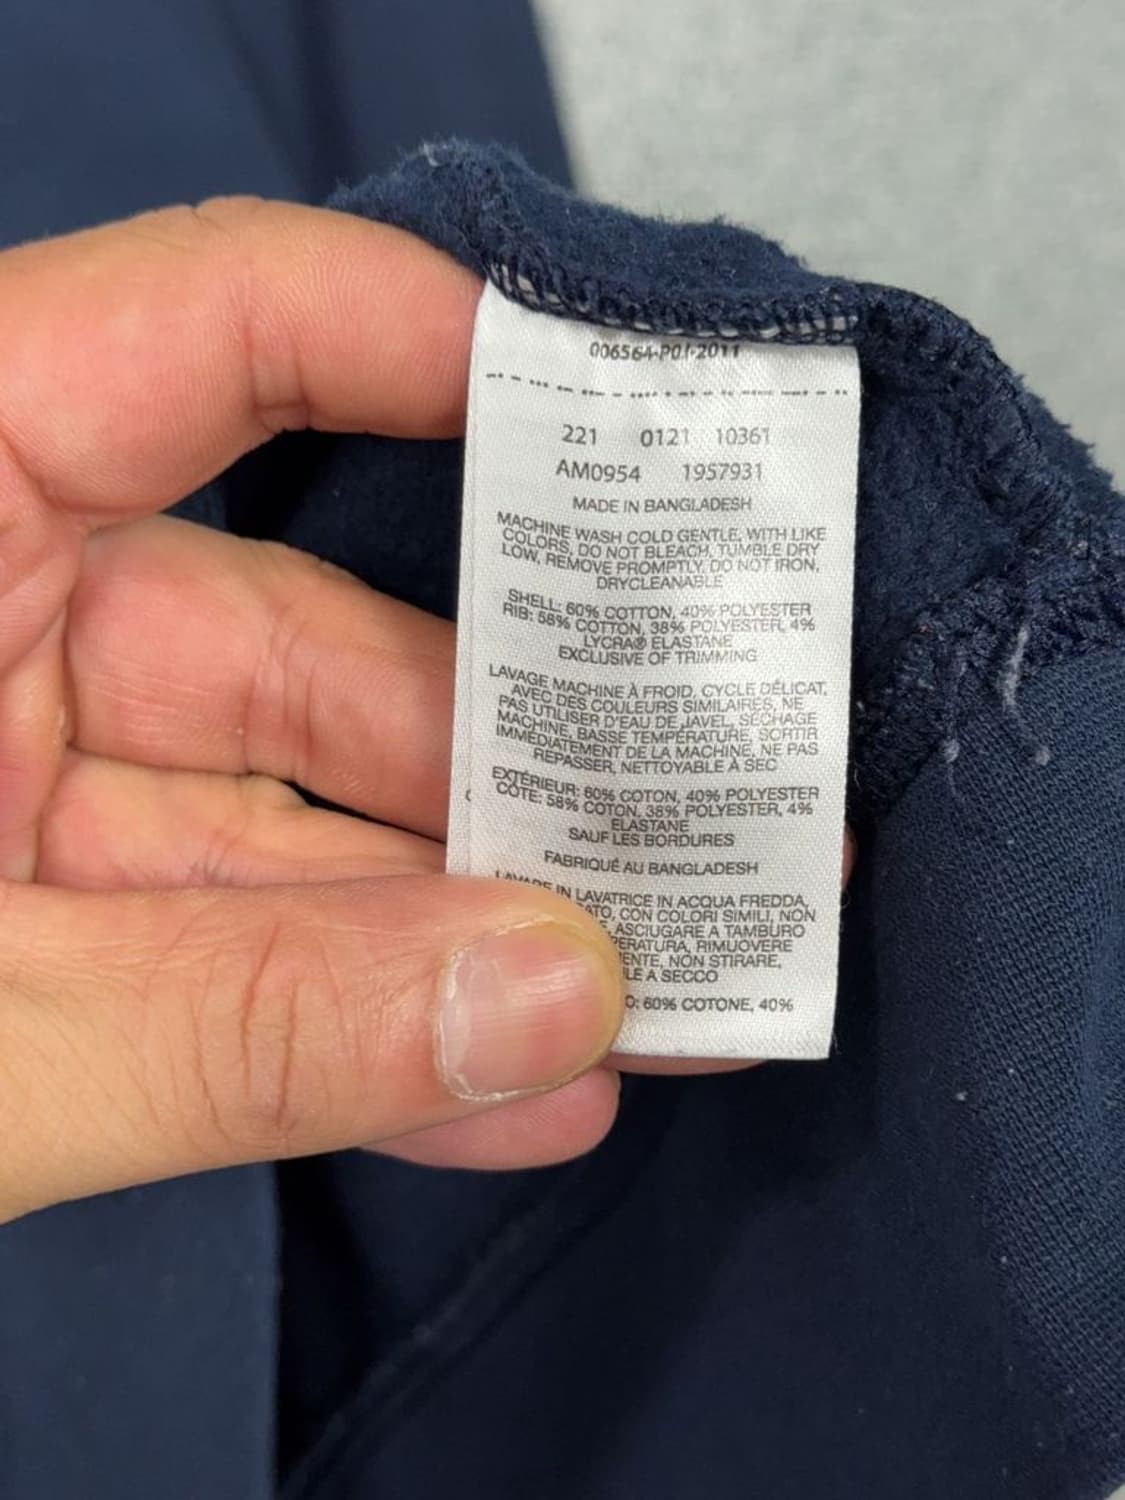 006564-P01-2011
221 0121 10361
AM0954 1957931
MADE IN BANGLADESH
MACHINE WASH COLD GENTLE, WITH LIKE
COLORS, DO NOT BLEACH, TUMBLE DRY
LOW, REMOVE PROMPTLY, DO NOT IRON,
DRYCLEANABLE
SHELL: 60% COTTON, 40% POLYESTER
RIB: 58% COTTON, 38% POLYESTER, 4%
LYCRA® ELASTANE
EXCLUSIVE OF TRIMMING
LAVAGE MACHINE À FROID, CYCLE DÉLICAT,
AVEC DES COULEURS SIMILAIRES, NE
PAS UTILISER D'EAU DE JAVEL, SÉCHAGE
MACHINE, BASSE TEMPÉRATURE, SORTIR
IMMÉDIATEMENT DE LA MACHINE, NE PAS
REPASSER, NETTOYABLE À SEC
EXTÉRIEUR: 60% COTON, 40% POLYESTER
CÔTE: 58% COTON, 38% POLYESTER, 4%
ELASTANE
SAUF LES BORDURES
FABRIQUÉ AU BANGLADESH
IN LAVATRICE IN ACQUA FREDDA,
CON COLORI SIMILI, NON
ASCIUGARE A TAMBURO
RIMUOVERE
NON STIRARE,
A SECCO
60% COTONE, 40%